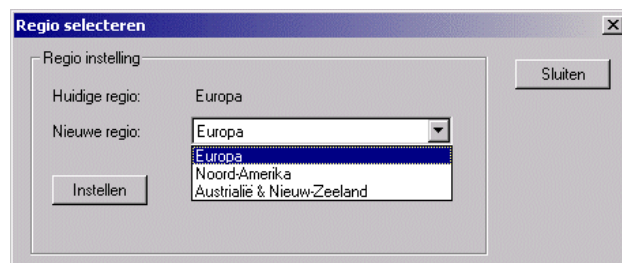 Regio selecteren
Regio instelling
Sluiten
Huidige regio: Europa
Nieuwe regio: Europa
Europa
Noord-Amerika
Austrialië & Nieuw-Zeeland
Instellen